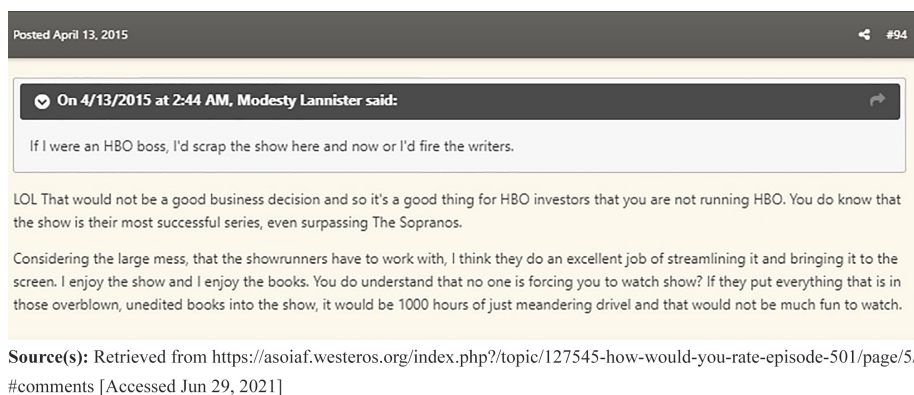 Posted April 13, 2015 #94
On 4/13/2015 at 2:44 AM, Modesty Lannister said:
If I were an HBO boss, I'd scrap the show here and now or I'd fire the writers.
LOL That would not be a good business decision and so it's a good thing for HBO investors that you are not running HBO. You do know that
the show is their most successful series, even surpassing The Sopranos.
Considering the large mess, that the showrunners have to work with, I think they do an excellent job of streamlining it and bringing it to the
screen. I enjoy the show and I enjoy the books. You do understand that no one is forcing you to watch show? If they put everything that is in
those overblown, unedited books into the show, it would be 1000 hours of just meandering drivel and that would not be much fun to watch.
Source(s): Retrieved from https://asoiaf.westeros.org/index.php?/topic/127545-how-would-you-rate-episode-501/page/5/
#comments [Accessed Jun 29, 2021]